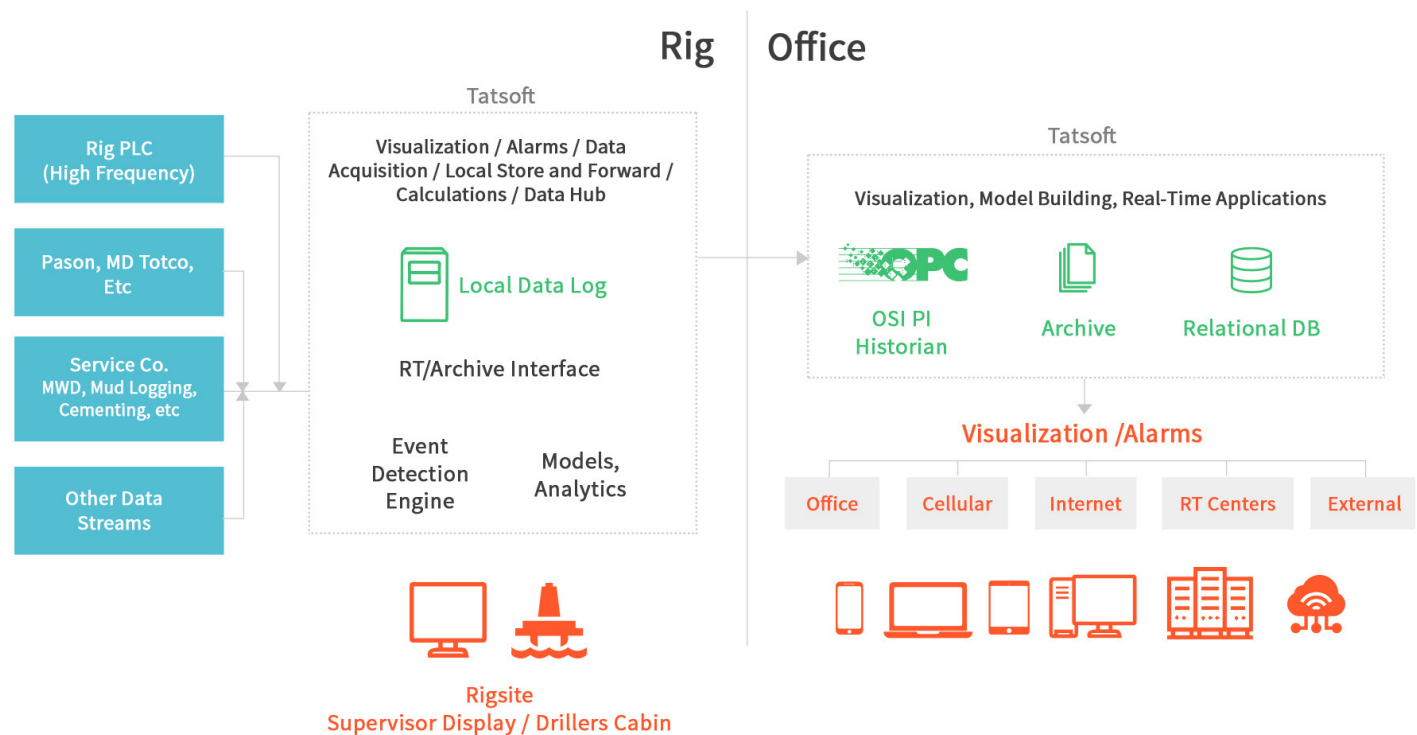 Rig
Office
Tatsoft
Rig PLC
(High Frequency)
Pason, MD Totco,
Etc
Service Co.
MWD, Mud Logging,
Cementing, etc
Other Data
Streams
Visualization / Alarms / Data
Acquisition / Local Store and Forward /
Calculations / Data Hub
Local Data Log
RT/Archive Interface
Event
Detection
Engine
Models,
Analytics
Rigsite
Supervisor Display / Drillers Cabin
Tatsoft
Visualization, Model Building, Real-Time Applications
OPC
OSI PI
Historian
Archive
Relational DB
Visualization /Alarms
Office
Cellular
Internet
RT Centers
External